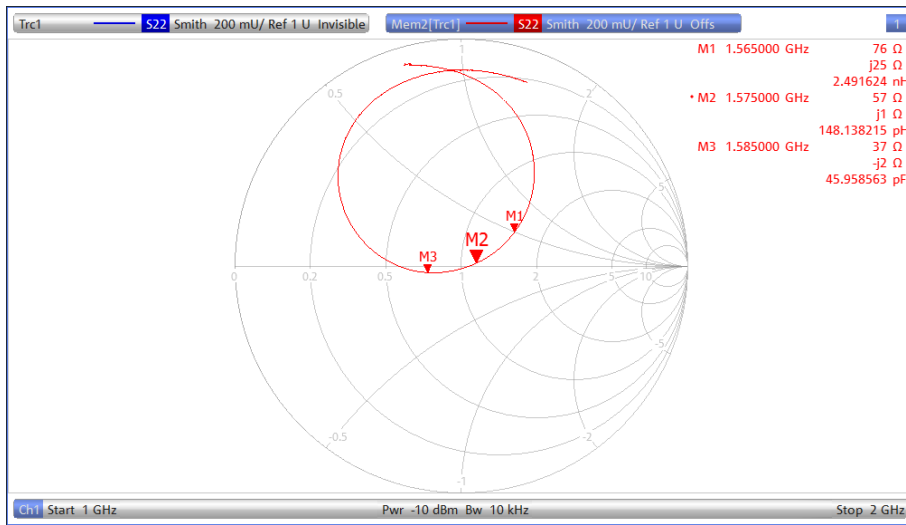 Trc1 S22 Smith 200 mU/ Ref 1 U Invisible Mem2[Trc1] S22 Smith 200 mU/ Ref 1 U Offs 1
M1 1.565000 GHz 76 Ω
j25 Ω
2.491624 nH
• M2 1.575000 GHz 57 Ω
j1 Ω
148.138215 pH
M3 1.585000 GHz 37 Ω
-j2 Ω
45.958563 pF
1
0.5
2
5
M1
M2
M3
0 0.2 0.5 1 2 5 10
-5
-0.5
-2
-1
Ch1 Start 1 GHz Pwr -10 dBm Bw 10 kHz Stop 2 GHz